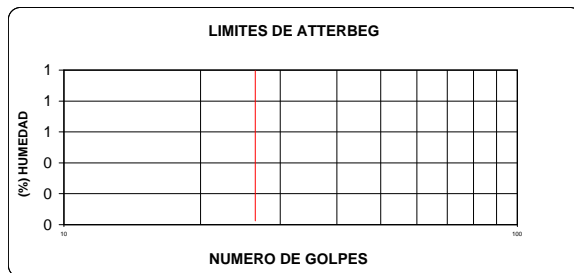 LIMITES DE ATTERBEG
(%) HUMEDAD
1
1
1
0
0
0
10
100
NUMERO DE GOLPES